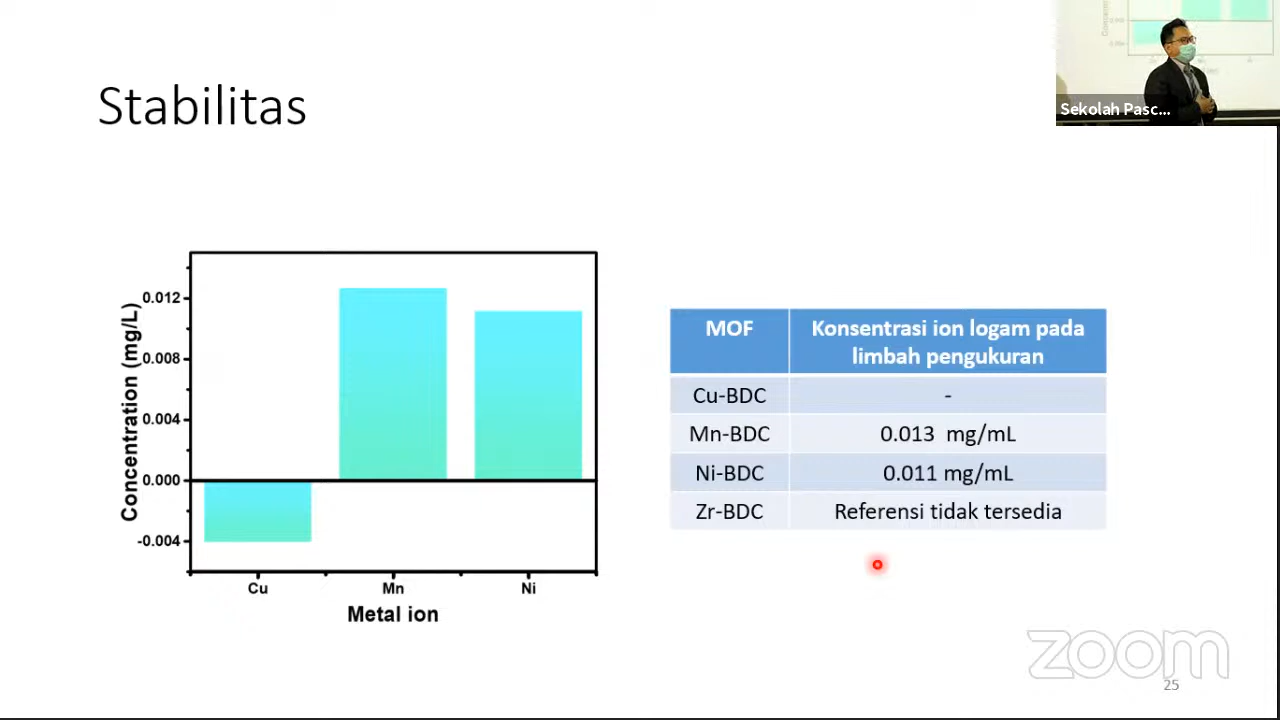 Stabilitas
Sekolah Pasc...
Concentration (mg/L)
0.012
0.008
0.004
0.000
-0.004
Cu
Mn
Ni
Metal ion
MOF
Konsentrasi ion logam pada
limbah pengukuran
Cu-BDC
-
Mn-BDC
0.013 mg/mL
Ni-BDC
0.011 mg/mL
Zr-BDC
Referensi tidak tersedia
zoom
25